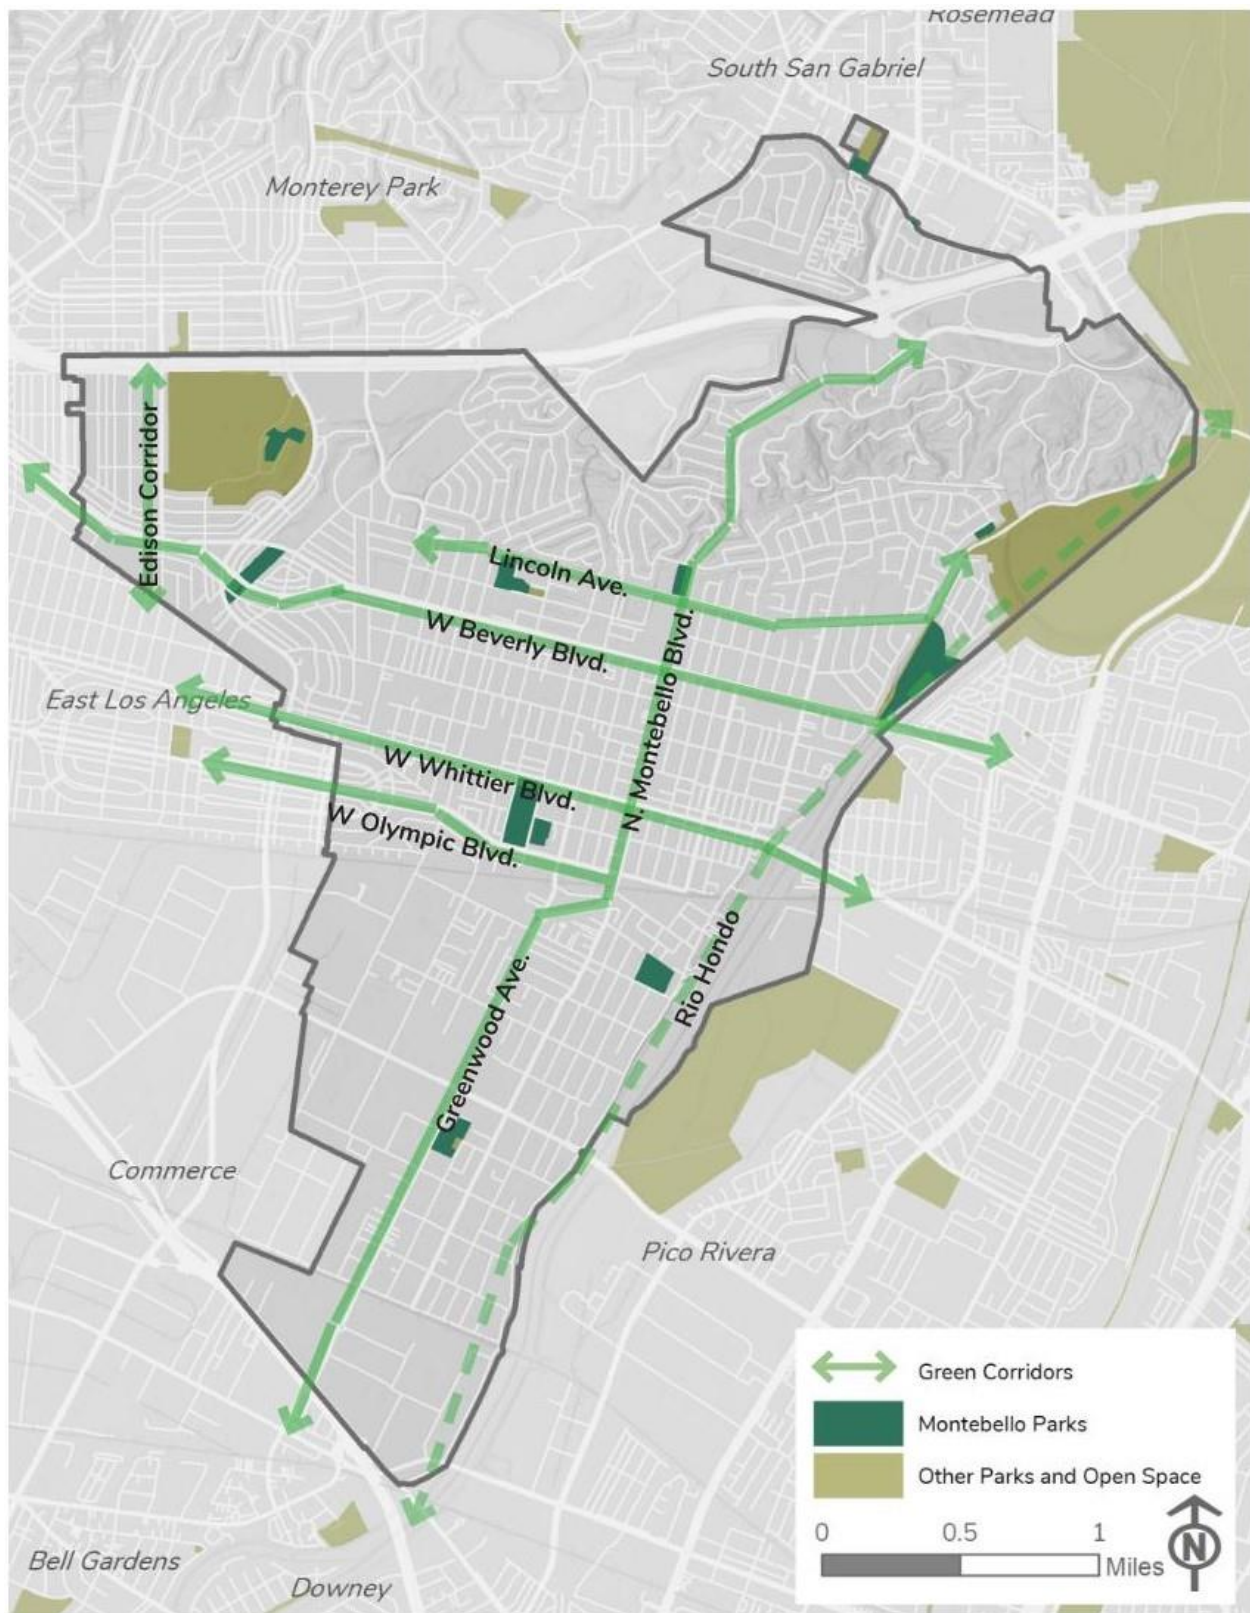 Rosemead
South San Gabriel
Monterey Park
Edison Corridor
Lincoln Ave.
W Beverly Blvd.
N. Montebello Blvd.
East Los Angeles
W Whittier Blvd.
W Olympic Blvd.
Rio Hondo
Greenwood Ave.
Commerce
Pico Rivera
Green Corridors
Montebello Parks
Other Parks and Open Space
0 0.5 1
Miles
N
Bell Gardens
Downey